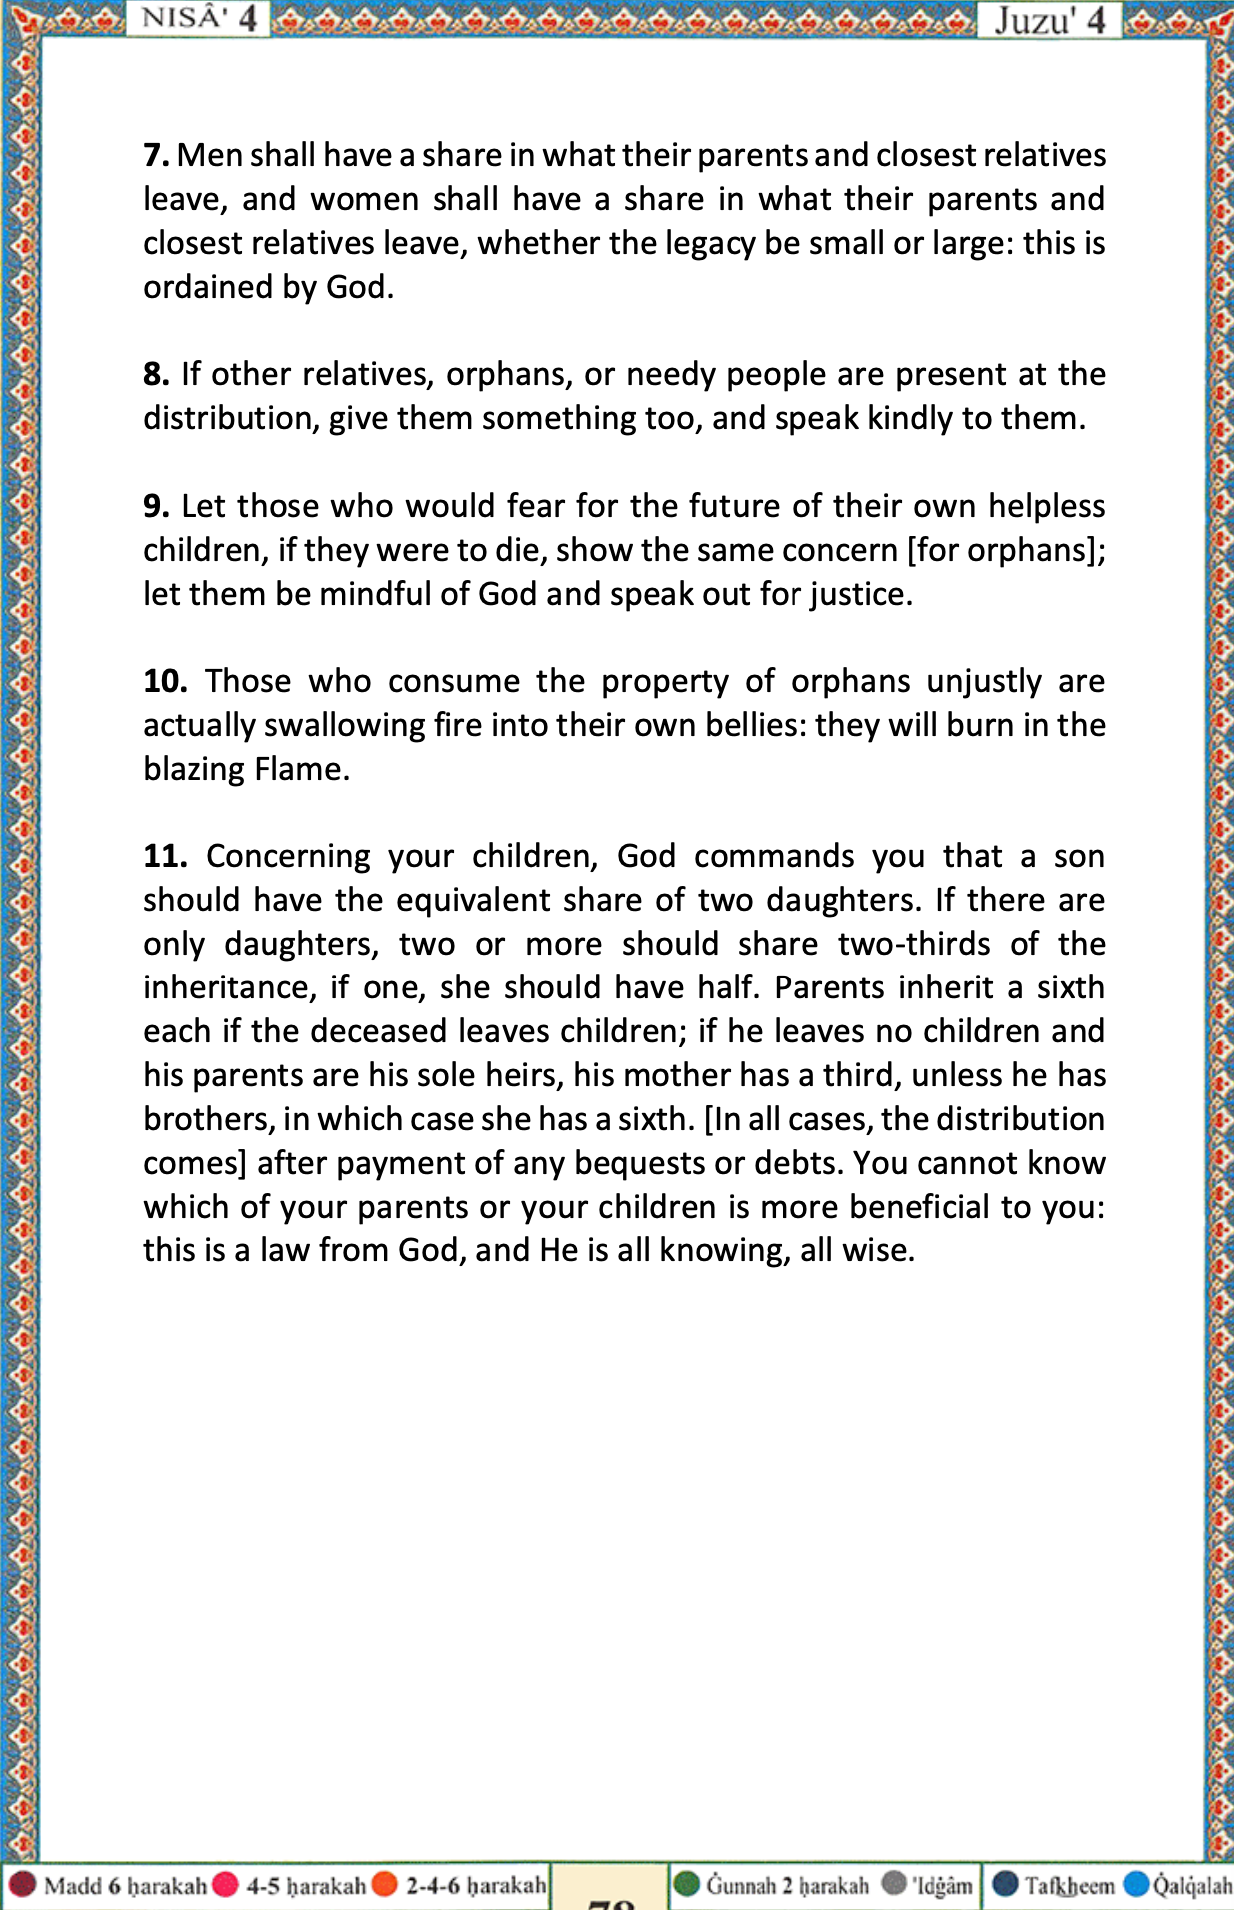 NISÂ' 4
Juzu' 4
7. Men shall have a share in what their parents and closest relatives
leave, and women shall have a share in what their parents and
closest relatives leave, whether the legacy be small or large: this is
ordained by God.
8. If other relatives, orphans, or needy people are present at the
distribution, give them something too, and speak kindly to them.
9. Let those who would fear for the future of their own helpless
children, if they were to die, show the same concern [for orphans];
let them be mindful of God and speak out for justice.
10. Those who consume the property of orphans unjustly are
actually swallowing fire into their own bellies: they will burn in the
blazing Flame.
11. Concerning your children, God commands you that a son
should have the equivalent share of two daughters. If there are
only daughters, two or more should share two-thirds of the
inheritance, if one, she should have half. Parents inherit a sixth
each if the deceased leaves children; if he leaves no children and
his parents are his sole heirs, his mother has a third, unless he has
brothers, in which case she has a sixth. [In all cases, the distribution
comes] after payment of any bequests or debts. You cannot know
which of your parents or your children is more beneficial to you:
this is a law from God, and He is all knowing, all wise.
Madd 6 ḥarakah 4-5 ḥarakah 2-4-6 ḥarakah Ġunnah 2 ḥarakah 'Idġâm Tafkheem Q̇alq̇alah